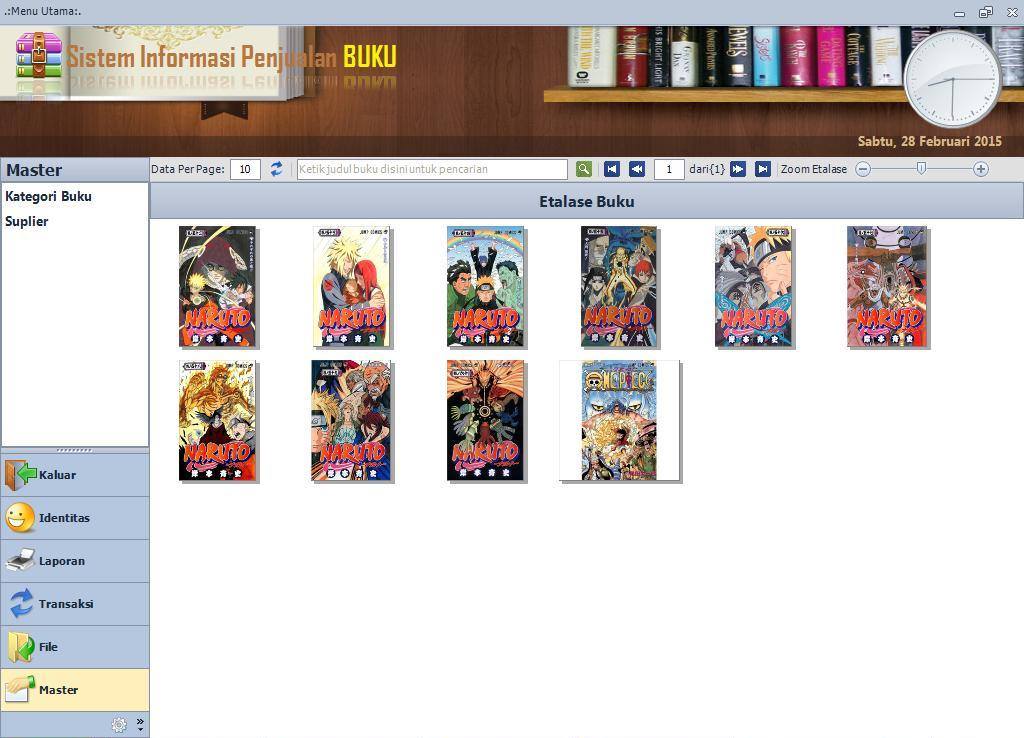 .:Menu Utama:.
Sistem Informasi Penjualan BUKU
Sabtu, 28 Februari 2015
Master
Data Per Page: 10
Ketik judul buku disini untuk pencarian
1 dari{1}
Zoom Etalase
Kategori Buku
Suplier
Etalase Buku
NARUTO
NARUTO
NARUTO
NARUTO
NARUTO
NARUTO
NARUTO
NARUTO
NARUTO
ONE PIECE
Kaluar
Identitas
Laporan
Transaksi
File
Master